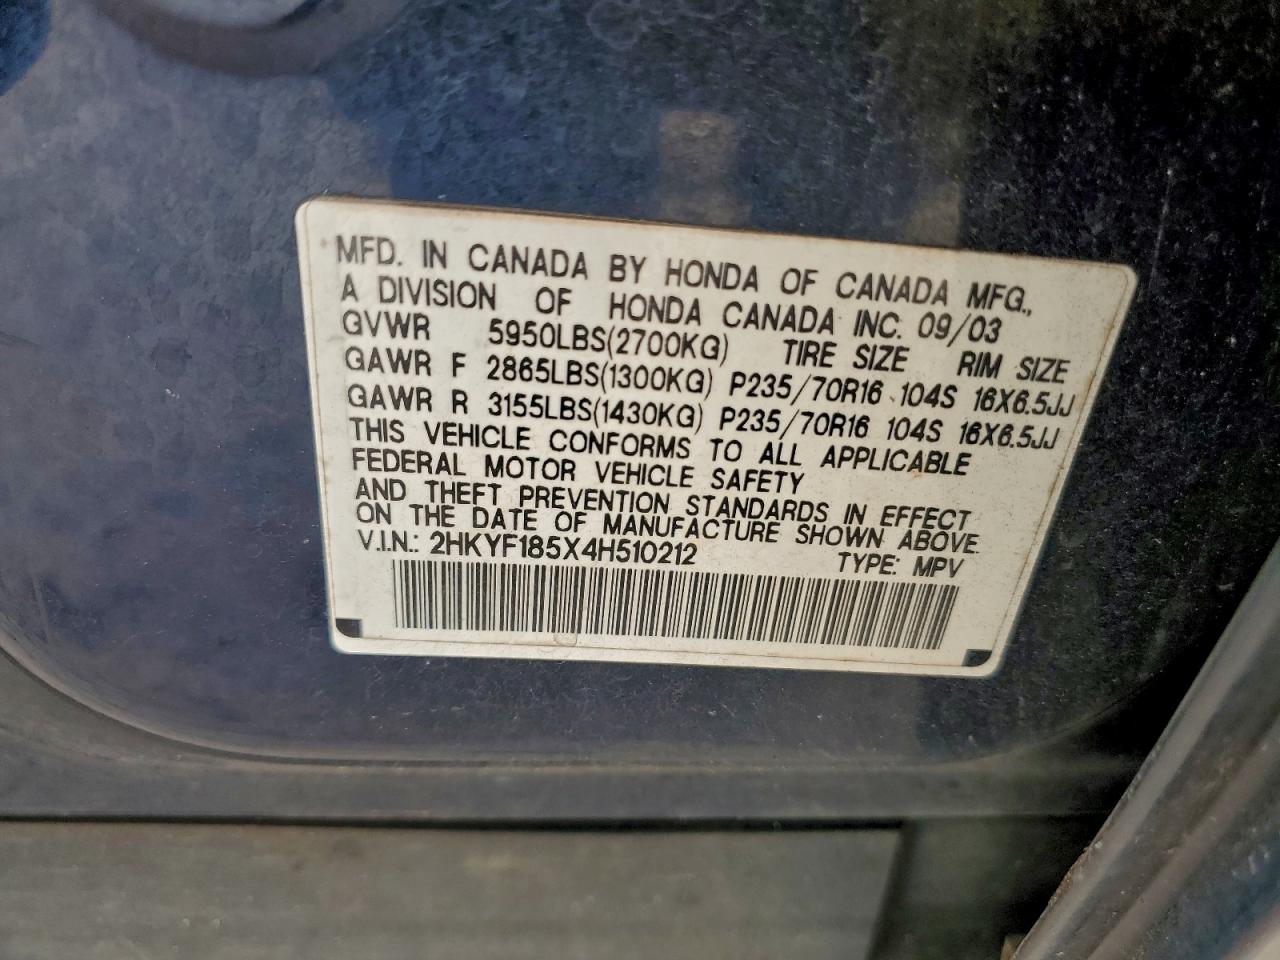 MFD. IN CANADA BY HONDA OF CANADA MFG.,
A DIVISION OF HONDA CANADA INC. 09/03
GVWR 5950LBS(2700KG) TIRE SIZE RIM SIZE
GAWR F 2865LBS(1300KG) P235/70R16 104S 16X6.5JJ
GAWR R 3155LBS(1430KG) P235/70R16 104S 16X6.5JJ
THIS VEHICLE CONFORMS TO ALL APPLICABLE
FEDERAL MOTOR VEHICLE SAFETY
AND THEFT PREVENTION STANDARDS IN EFFECT
ON THE DATE OF MANUFACTURE SHOWN ABOVE.
V.I.N.: 2HKYF185X4H510212 TYPE: MPV